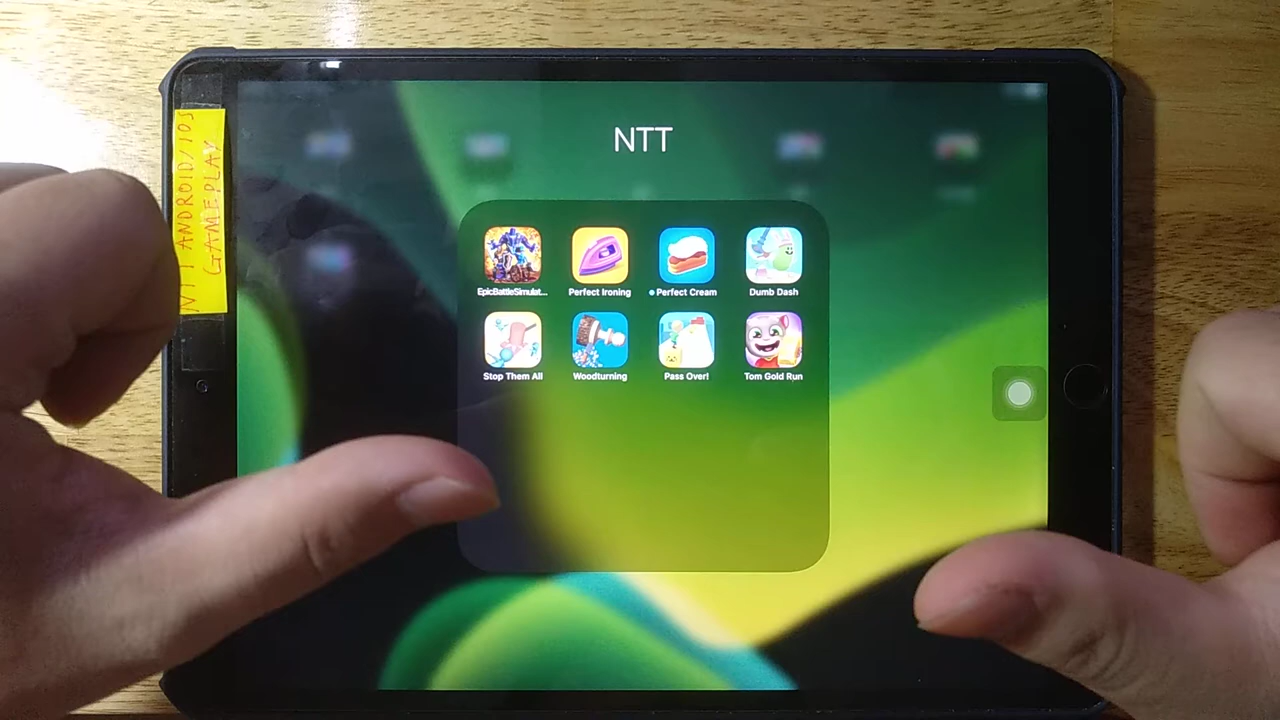 NTT ANDROID/IOS
GAMEPLAY
NTT
EpicBattleSimulat...
Perfect Ironing
Perfect Cream
Dumb Dash
Stop Them All
Woodturning
Pass Over!
Tom Gold Run